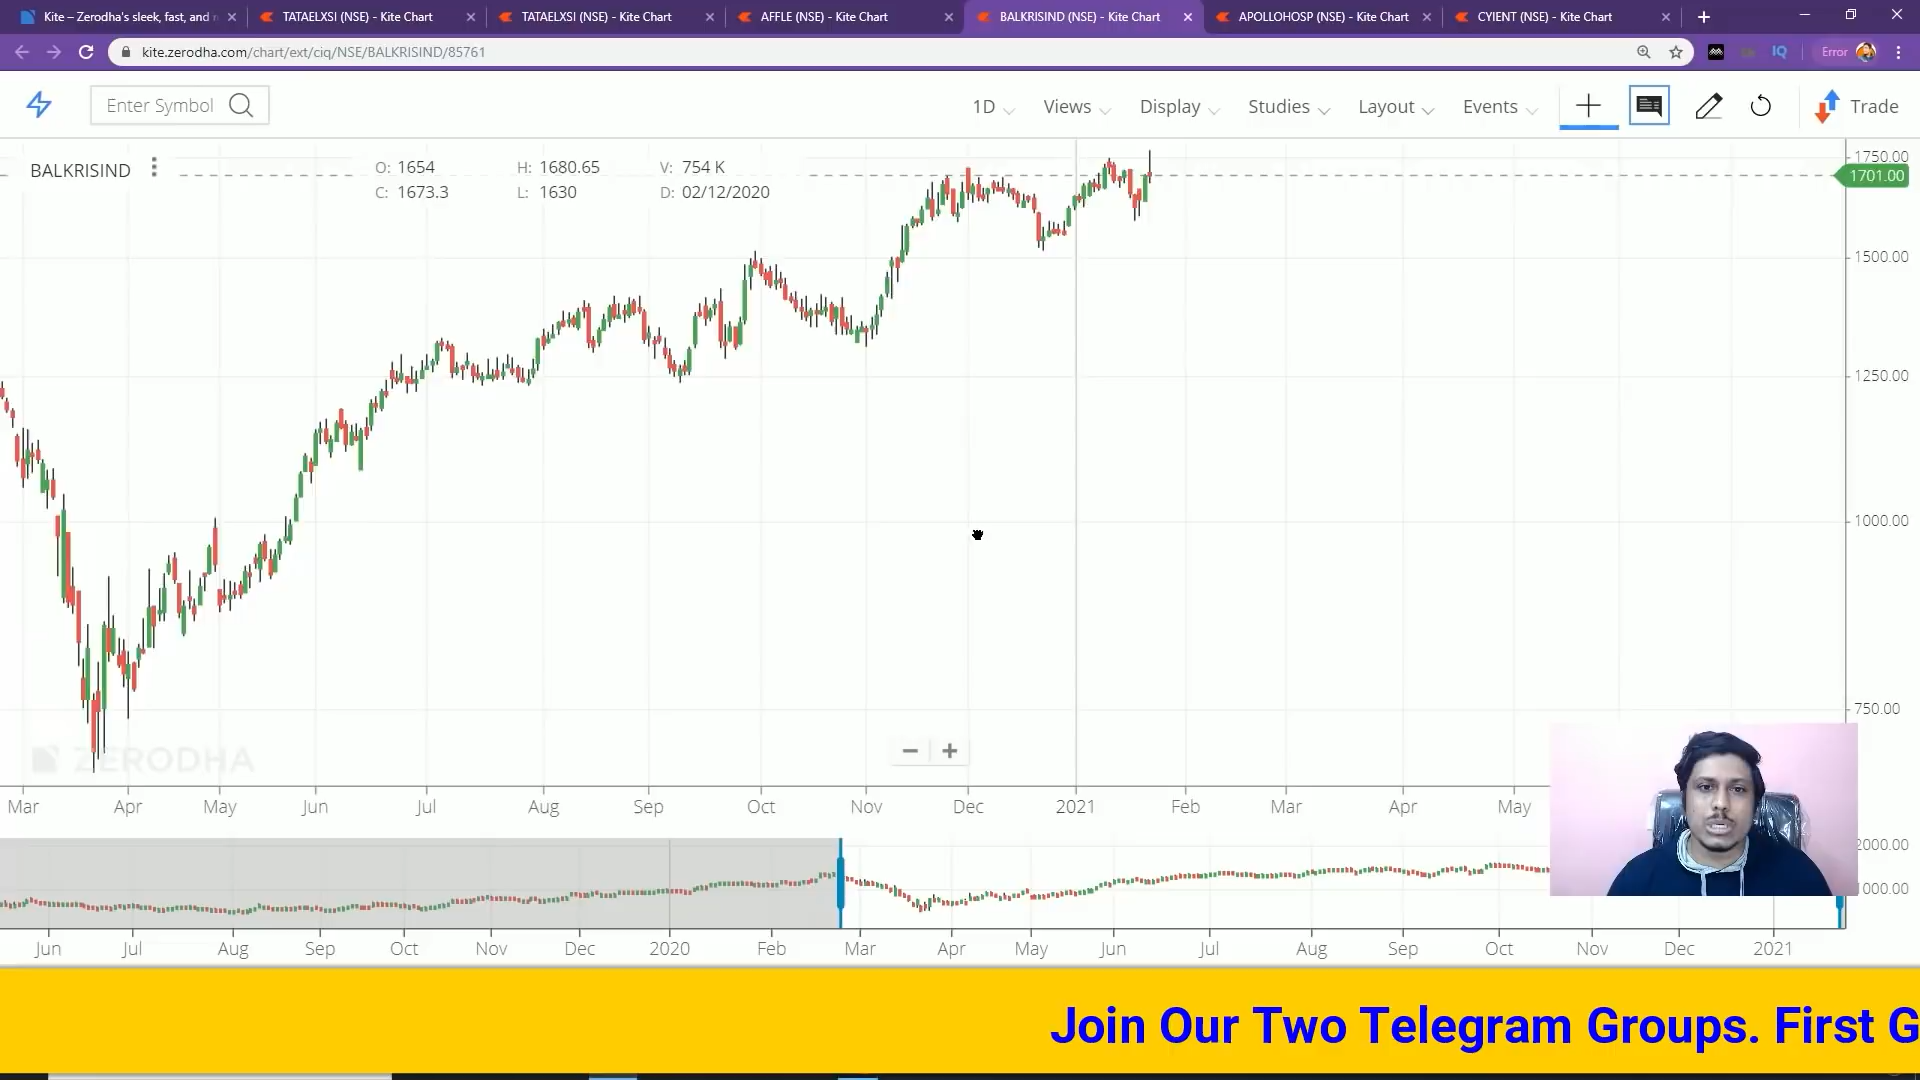 Kite – Zerodha's sleek, fast, and
TATAELXSI (NSE) - Kite Chart
TATAELXSI (NSE) - Kite Chart
AFFLE (NSE) - Kite Chart
BALKRISIND (NSE) - Kite Chart
APOLLOHOSP (NSE) - Kite Chart
CYIENT (NSE) - Kite Chart
kite.zerodha.com/chart/ext/ciq/NSE/BALKRISIND/85761
IQ
Error
Enter Symbol
1D
Views
Display
Studies
Layout
Events
Trade
BALKRISIND
O: 1654 H: 1680.65 V: 754 K
C: 1673.3 L: 1630 D: 02/12/2020
1750.00
1701.00
1500.00
1250.00
1000.00
750.00
ZERODHA
Mar Apr May Jun Jul Aug Sep Oct Nov Dec 2021 Feb Mar Apr May
2000.00
1000.00
Jun Jul Aug Sep Oct Nov Dec 2020 Feb Mar Apr May Jun Jul Aug Sep Oct Nov Dec 2021
Join Our Two Telegram Groups. First G